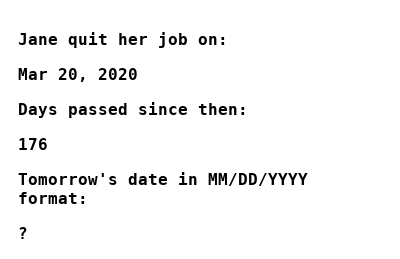 Jane quit her job on:
Mar 20, 2020
Days passed since then:
176
Tomorrow's date in MM/DD/YYYY
format:
?